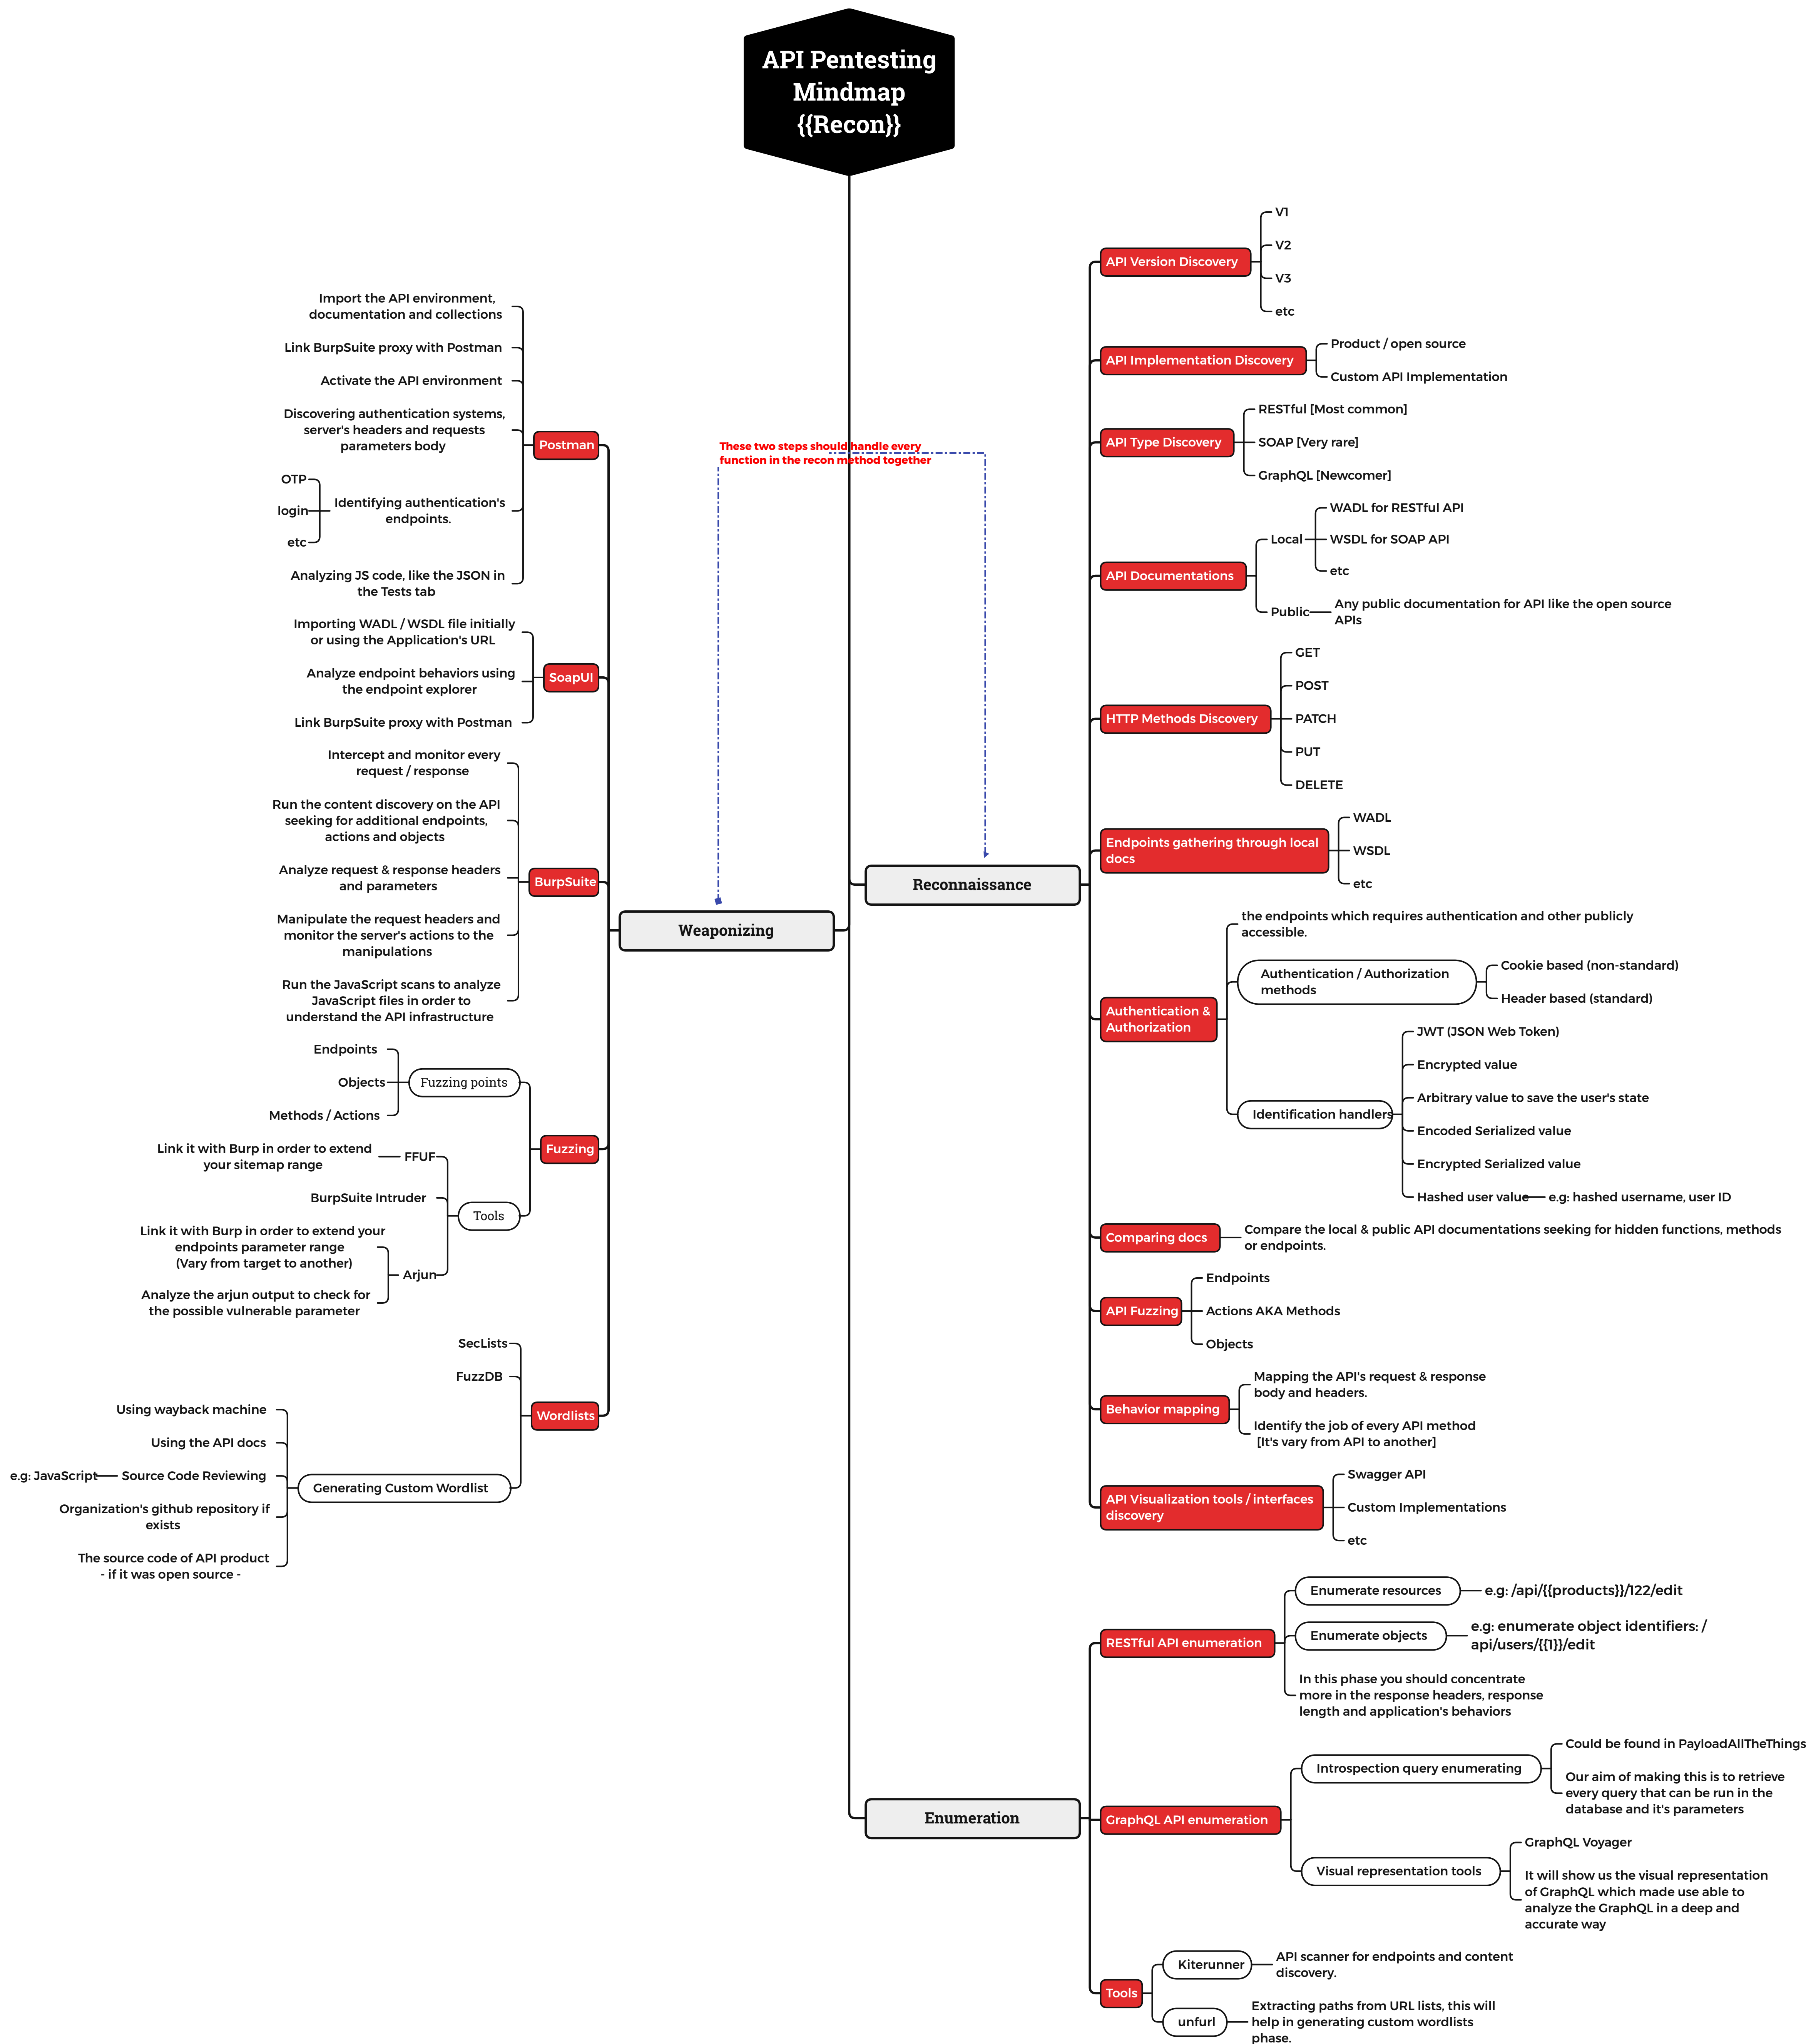 API Pentesting
Mindmap
{{Recon}}
These two steps should handle every
function in the recon method together
Reconnaissance
API Version Discovery
V1
V2
V3
etc
API Implementation Discovery
Product / open source
Custom API Implementation
API Type Discovery
RESTful [Most common]
SOAP [Very rare]
GraphQL [Newcomer]
API Documentations
Local
WADL for RESTful API
WSDL for SOAP API
etc
Public
Any public documentation for API like the open source
APIs
HTTP Methods Discovery
GET
POST
PATCH
PUT
DELETE
Endpoints gathering through local
docs
WADL
WSDL
etc
Authentication &
Authorization
the endpoints which requires authentication and other publicly
accessible.
Authentication / Authorization
methods
Cookie based (non-standard)
Header based (standard)
Identification handlers
JWT (JSON Web Token)
Encrypted value
Arbitrary value to save the user's state
Encoded Serialized value
Encrypted Serialized value
Hashed user value
e.g: hashed username, user ID
Comparing docs
Compare the local & public API documentations seeking for hidden functions, methods
or endpoints.
API Fuzzing
Endpoints
Actions AKA Methods
Objects
Behavior mapping
Mapping the API's request & response
body and headers.
Identify the job of every API method
[It's vary from API to another]
API Visualization tools / interfaces
discovery
Swagger API
Custom Implementations
etc
Weaponizing
Postman
Import the API environment,
documentation and collections
Link BurpSuite proxy with Postman
Activate the API environment
Discovering authentication systems,
server's headers and requests
parameters body
Identifying authentication's
endpoints.
OTP
login
etc
Analyzing JS code, like the JSON in
the Tests tab
SoapUI
Importing WADL / WSDL file initially
or using the Application's URL
Analyze endpoint behaviors using
the endpoint explorer
Link BurpSuite proxy with Postman
BurpSuite
Intercept and monitor every
request / response
Run the content discovery on the API
seeking for additional endpoints,
actions and objects
Analyze request & response headers
and parameters
Manipulate the request headers and
monitor the server's actions to the
manipulations
Run the JavaScript scans to analyze
JavaScript files in order to
understand the API infrastructure
Fuzzing
Fuzzing points
Endpoints
Objects
Methods / Actions
Tools
FFUF
Link it with Burp in order to extend
your sitemap range
BurpSuite Intruder
Arjun
Link it with Burp in order to extend your
endpoints parameter range
(Vary from target to another)
Analyze the arjun output to check for
the possible vulnerable parameter
Wordlists
SecLists
FuzzDB
Generating Custom Wordlist
Using wayback machine
Using the API docs
Source Code Reviewing
e.g: JavaScript
Organization's github repository if
exists
The source code of API product
- if it was open source -
Enumeration
RESTful API enumeration
Enumerate resources
e.g: /api/{{products}}/122/edit
Enumerate objects
e.g: enumerate object identifiers: /
api/users/{{1}}/edit
In this phase you should concentrate
more in the response headers, response
length and application's behaviors
GraphQL API enumeration
Introspection query enumerating
Could be found in PayloadAllTheThings
Our aim of making this is to retrieve
every query that can be run in the
database and it's parameters
Visual representation tools
GraphQL Voyager
It will show us the visual representation
of GraphQL which made use able to
analyze the GraphQL in a deep and
accurate way
Tools
Kiterunner
API scanner for endpoints and content
discovery.
unfurl
Extracting paths from URL lists, this will
help in generating custom wordlists
phase.